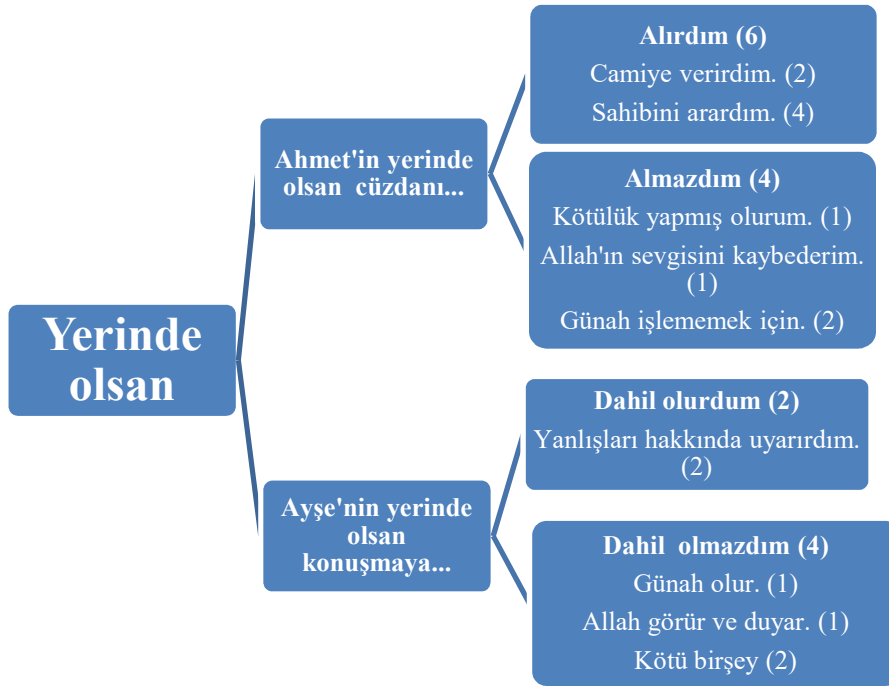 Yerinde
olsan
Ahmet'in yerinde
olsan cüzdanı...
Alırdım (6)
Camiye verirdim. (2)
Sahibini arardım. (4)
Almazdım (4)
Kötülük yapmış olurum. (1)
Allah'ın sevgisini kaybederim.
(1)
Günah işlememek için. (2)
Ayşe'nin yerinde
olsan
konuşmaya...
Dahil olurdum (2)
Yanlışları hakkında uyarırdım.
(2)
Dahil olmazdım (4)
Günah olur. (1)
Allah görür ve duyar. (1)
Kötü birşey (2)